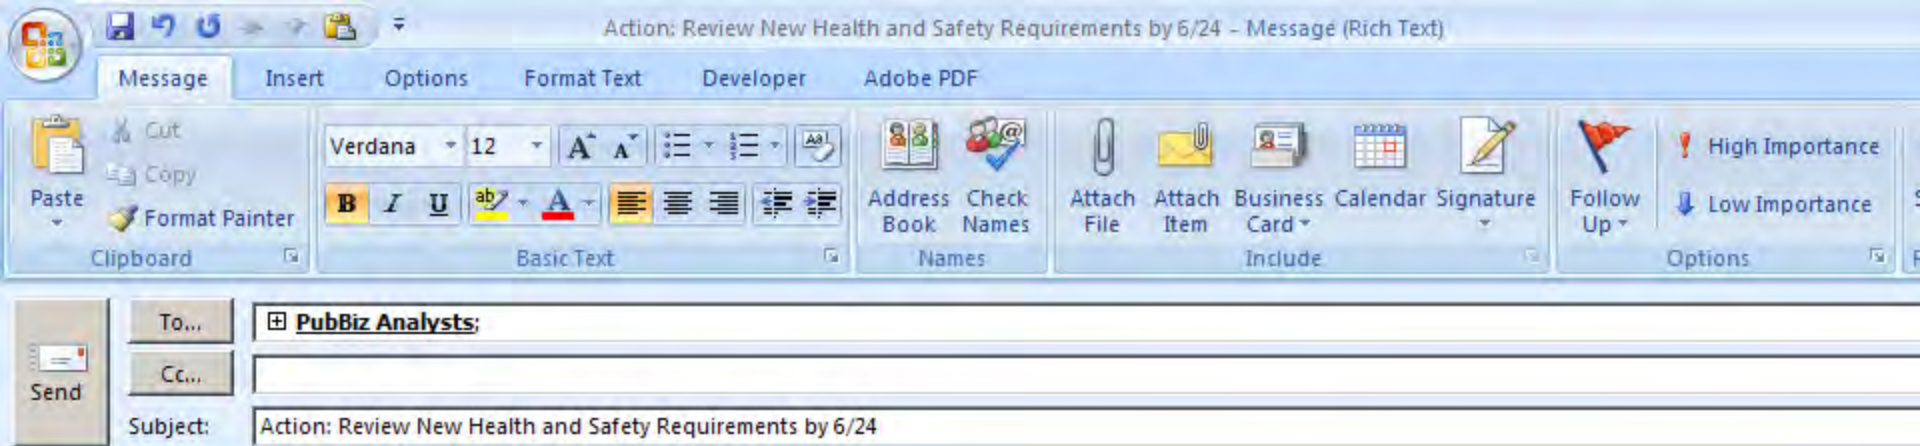 Action: Review New Health and Safety Requirements by 6/24 - Message (Rich Text)
Message Insert Options Format Text Developer Adobe PDF
Paste
Cut
Copy
Format Painter
Clipboard
Verdana 12 A A Aa
B I U ab A
Basic Text
Address Book
Check Names
Names
Attach File
Attach Item
Business Card
Calendar
Signature
Include
Follow Up
High Importance
Low Importance
Options
Send
To... PubBiz Analysts;
Cc...
Subject: Action: Review New Health and Safety Requirements by 6/24